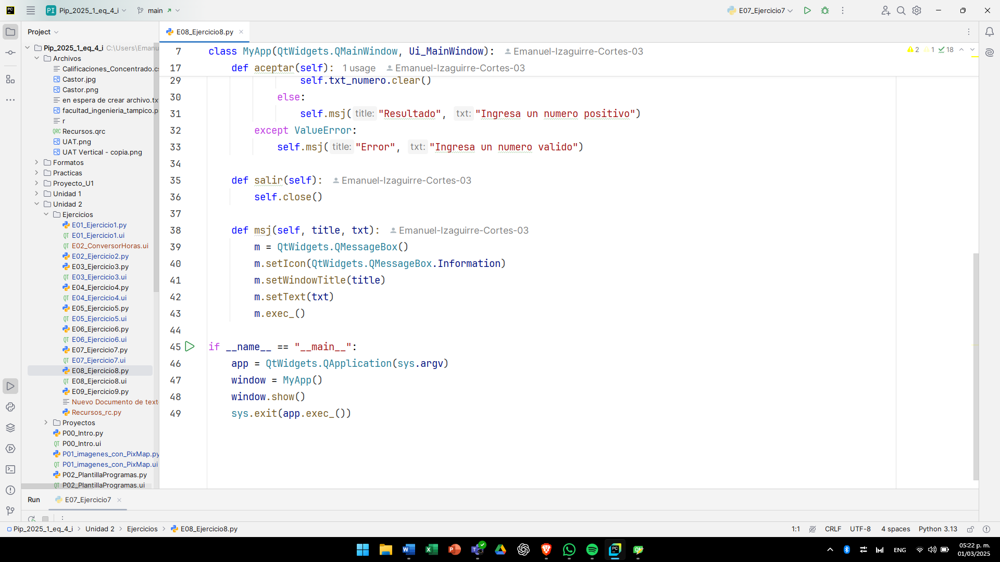 Pip_2025_1_eq_4_i
main
E07_Ejercicio7
Project
E08_Ejercicio8.py
Pip_2025_1_eq_4_i C:\Users\Emanu
Archivos
Calificaciones_Concentrado.c
Castor.jpg
Castor.png
en espera de crear archivo.tx
facultad_ingenieria_tampico.p
r
Recursos.qrc
UAT.png
UAT Vertical - copia.png
Formatos
Practicas
Proyecto_U1
Unidad 1
Unidad 2
Ejercicios
E01_Ejercicio1.py
E01_Ejercicio1.ui
E02_ConversorHoras.ui
E02_Ejercicio2.py
E03_Ejercicio3.py
E03_Ejercicio3.ui
E04_Ejercicio4.py
E04_Ejercicio4.ui
E05_Ejercicio5.py
E05_Ejercicio5.ui
E06_Ejercicio6.py
E06_Ejercicio6.ui
E07_Ejercicio7.py
E07_Ejercicio7.ui
E08_Ejercicio8.py
E08_Ejercicio8.ui
E09_Ejercicio9.py
Nuevo Documento de text
Recursos_rc.py
Proyectos
P00_Intro.py
P00_Intro.ui
P01_imagenes_con_PixMap.py
P01_imagenes_con_PixMap.ui
P02_PlantillaProgramas.py
P02_PlantillaProgramas.ui
7 class MyApp(QtWidgets.QMainWindow, Ui_MainWindow): Emanuel-Izaguirre-Cortes-03
2 1 18
17 def aceptar(self): 1 usage Emanuel-Izaguirre-Cortes-03
29 self.txt_numero.clear()
30 else:
31 self.msj( title: "Resultado", txt: "Ingresa un numero positivo")
32 except ValueError:
33 self.msj( title: "Error", txt: "Ingresa un numero valido")
34
35 def salir(self): Emanuel-Izaguirre-Cortes-03
36 self.close()
37
38 def msj(self, title, txt): Emanuel-Izaguirre-Cortes-03
39 m = QtWidgets.QMessageBox()
40 m.setIcon(QtWidgets.QMessageBox.Information)
41 m.setWindowTitle(title)
42 m.setText(txt)
43 m.exec_()
44
45 if __name__ == "__main__":
46 app = QtWidgets.QApplication(sys.argv)
47 window = MyApp()
48 window.show()
49 sys.exit(app.exec_())
Run E07_Ejercicio7
Pip_2025_1_eq_4_i > Unidad 2 > Ejercicios > E08_Ejercicio8.py
1:1 CRLF UTF-8 4 spaces Python 3.13
ENG
05:22 p. m.
01/03/2025